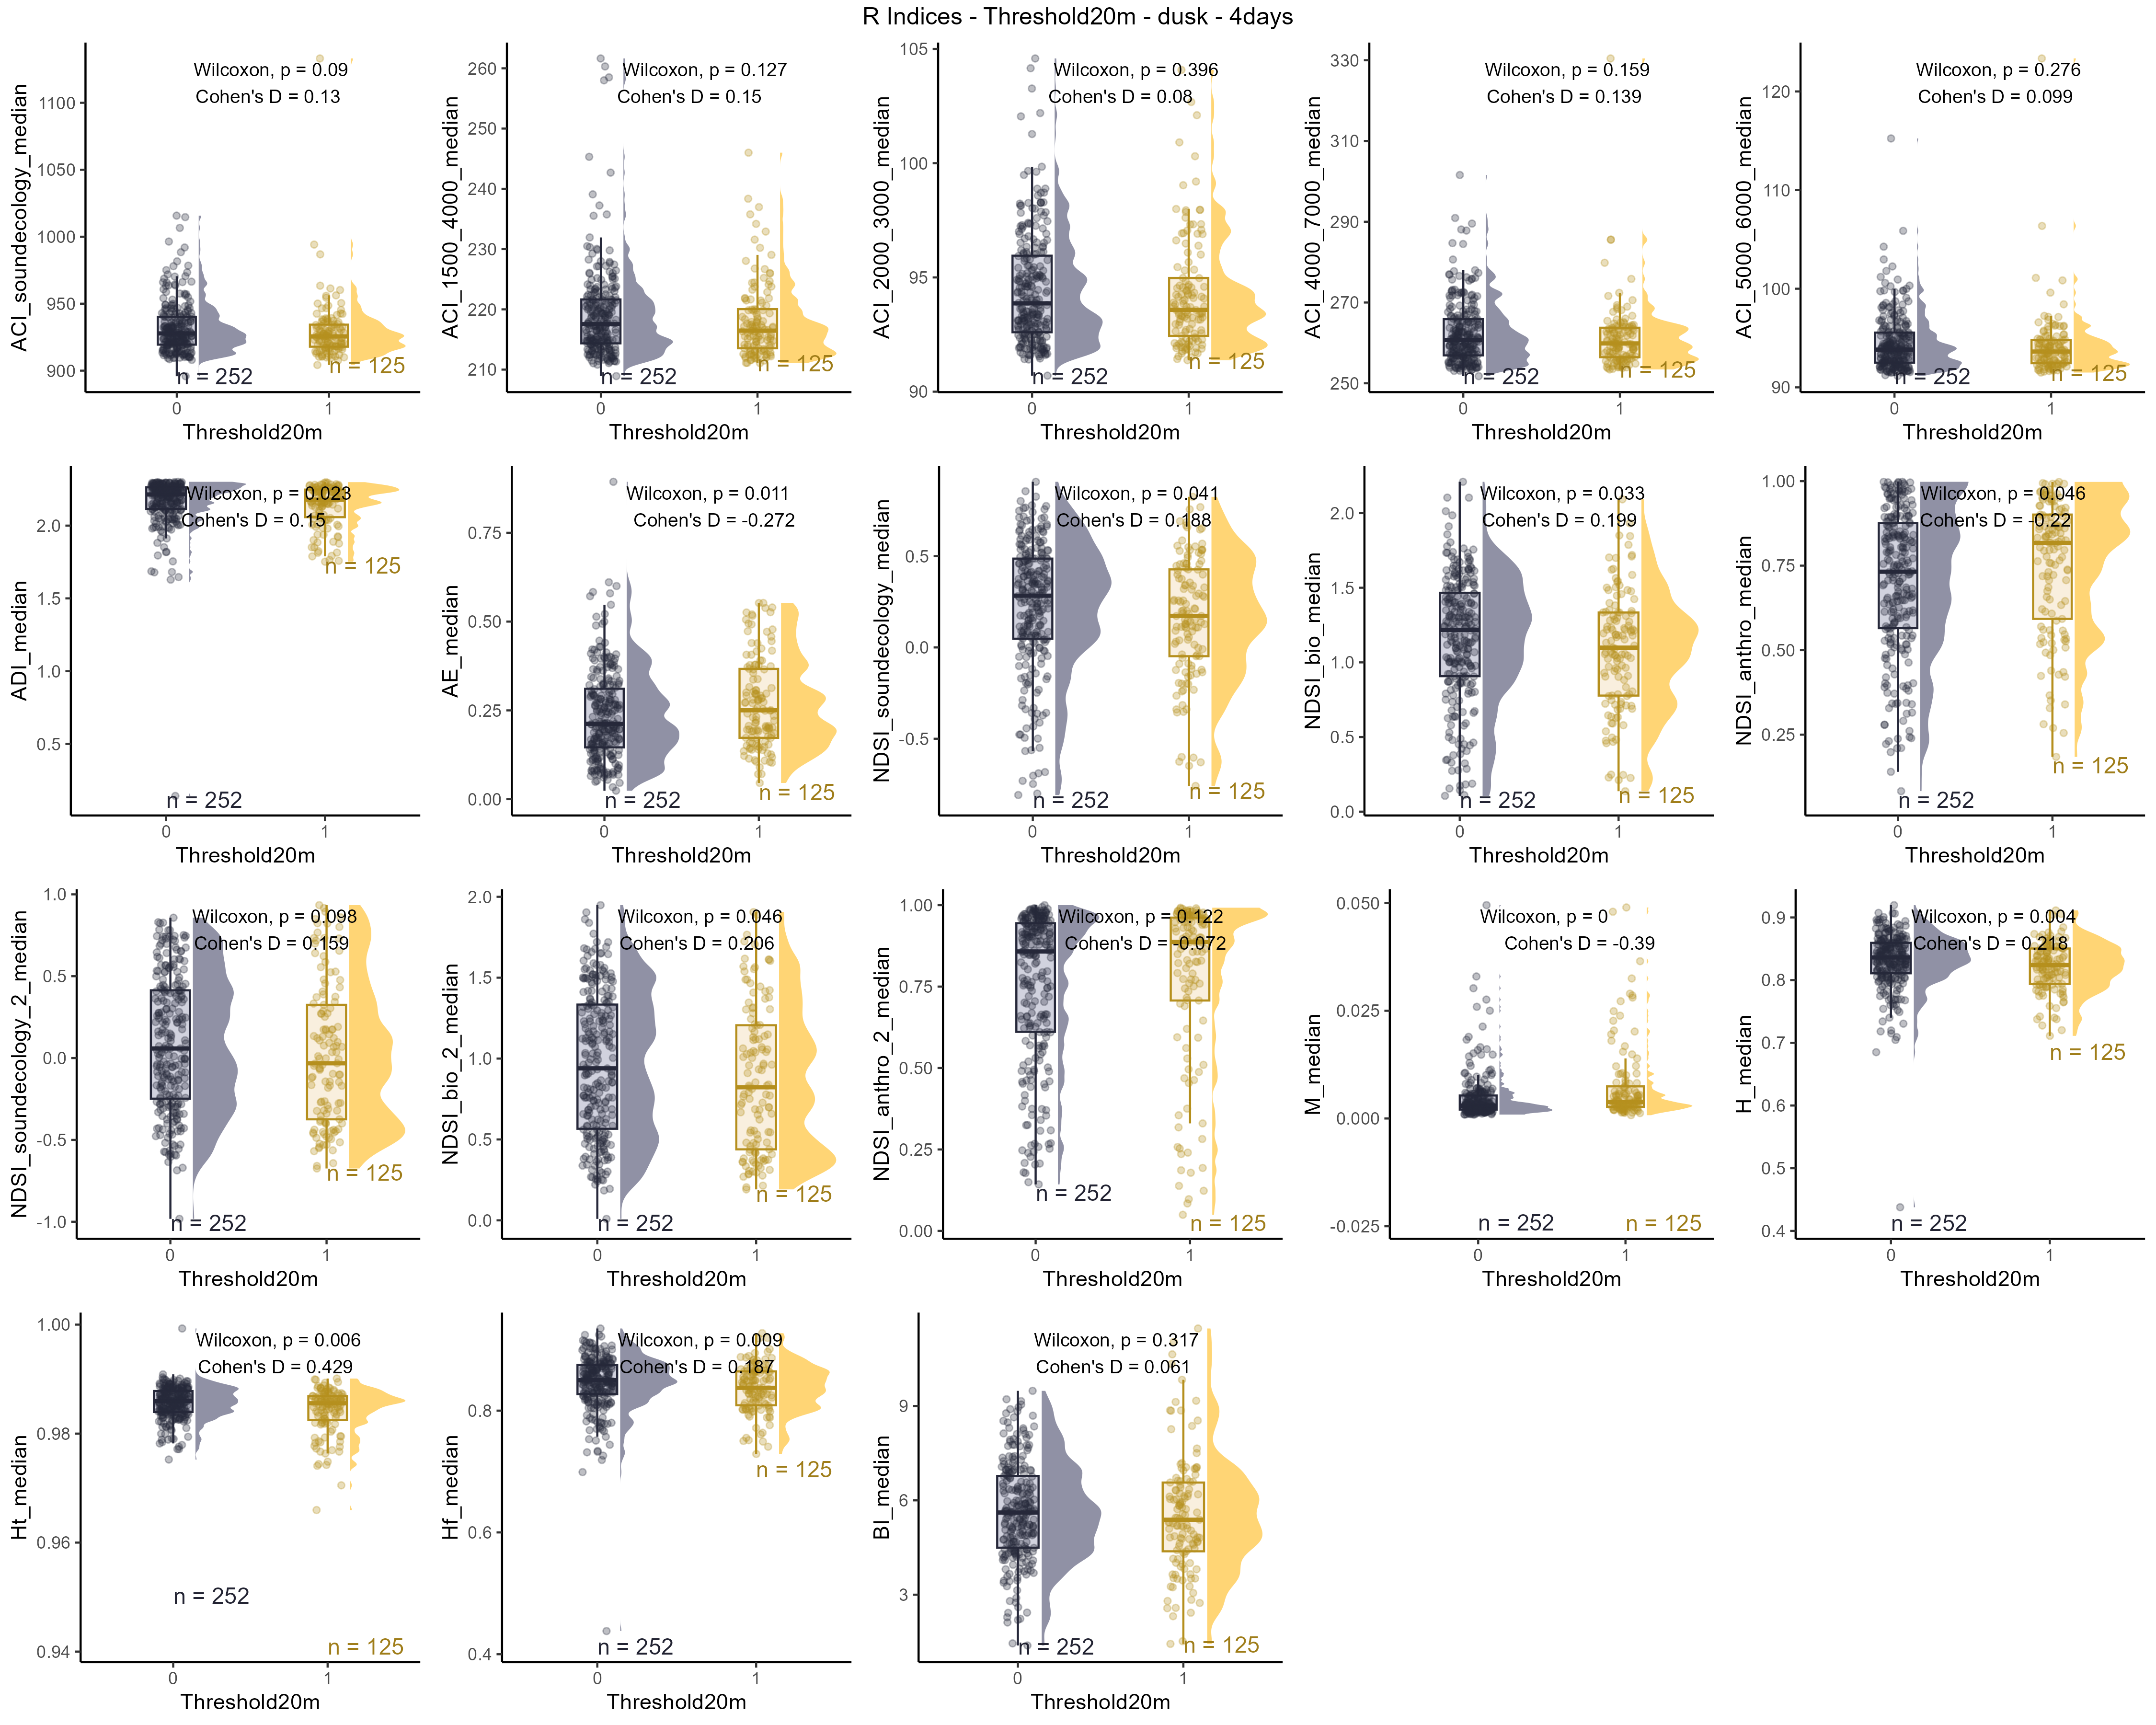 R Indices - Threshold20m - dusk - 4days
ACI_soundecology_median
1100
1050
1000
950
900
Wilcoxon, p = 0.09
Cohen's D = 0.13
n = 252
n = 125
0
1
Threshold20m
ACI_1500_4000_median
260
250
240
230
220
210
Wilcoxon, p = 0.127
Cohen's D = 0.15
n = 252
n = 125
0
1
Threshold20m
ACI_2000_3000_median
105
100
95
90
Wilcoxon, p = 0.396
Cohen's D = 0.08
n = 252
n = 125
0
1
Threshold20m
ACI_4000_7000_median
330
310
290
270
250
Wilcoxon, p = 0.159
Cohen's D = 0.139
n = 252
n = 125
0
1
Threshold20m
ACI_5000_6000_median
120
110
100
90
Wilcoxon, p = 0.276
Cohen's D = 0.099
n = 252
n = 125
0
1
Threshold20m
ADI_median
2.0
1.5
1.0
0.5
Wilcoxon, p = 0.023
Cohen's D = 0.15
n = 252
n = 125
0
1
Threshold20m
AE_median
0.75
0.50
0.25
0.00
Wilcoxon, p = 0.011
Cohen's D = -0.272
n = 252
n = 125
0
1
Threshold20m
NDSI_soundecology_median
0.5
0.0
-0.5
Wilcoxon, p = 0.041
Cohen's D = 0.188
n = 252
n = 125
0
1
Threshold20m
NDSI_bio_median
2.0
1.5
1.0
0.5
0.0
Wilcoxon, p = 0.033
Cohen's D = 0.199
n = 252
n = 125
0
1
Threshold20m
NDSI_anthro_median
1.00
0.75
0.50
0.25
Wilcoxon, p = 0.046
Cohen's D = -0.22
n = 252
n = 125
0
1
Threshold20m
NDSI_soundecology_2_median
1.0
0.5
0.0
-0.5
-1.0
Wilcoxon, p = 0.098
Cohen's D = 0.159
n = 252
n = 125
0
1
Threshold20m
NDSI_bio_2_median
2.0
1.5
1.0
0.5
0.0
Wilcoxon, p = 0.046
Cohen's D = 0.206
n = 252
n = 125
0
1
Threshold20m
NDSI_anthro_2_median
1.00
0.75
0.50
0.25
0.00
Wilcoxon, p = 0.122
Cohen's D = -0.072
n = 252
n = 125
0
1
Threshold20m
M_median
0.050
0.025
0.000
-0.025
Wilcoxon, p = 0
Cohen's D = -0.39
n = 252
n = 125
0
1
Threshold20m
H_median
0.9
0.8
0.7
0.6
0.5
0.4
Wilcoxon, p = 0.004
Cohen's D = 0.218
n = 252
n = 125
0
1
Threshold20m
Ht_median
1.00
0.98
0.96
0.94
Wilcoxon, p = 0.006
Cohen's D = 0.429
n = 252
n = 125
0
1
Threshold20m
Hf_median
0.8
0.6
0.4
Wilcoxon, p = 0.009
Cohen's D = 0.187
n = 252
n = 125
0
1
Threshold20m
BI_median
9
6
3
Wilcoxon, p = 0.317
Cohen's D = 0.061
n = 252
n = 125
0
1
Threshold20m